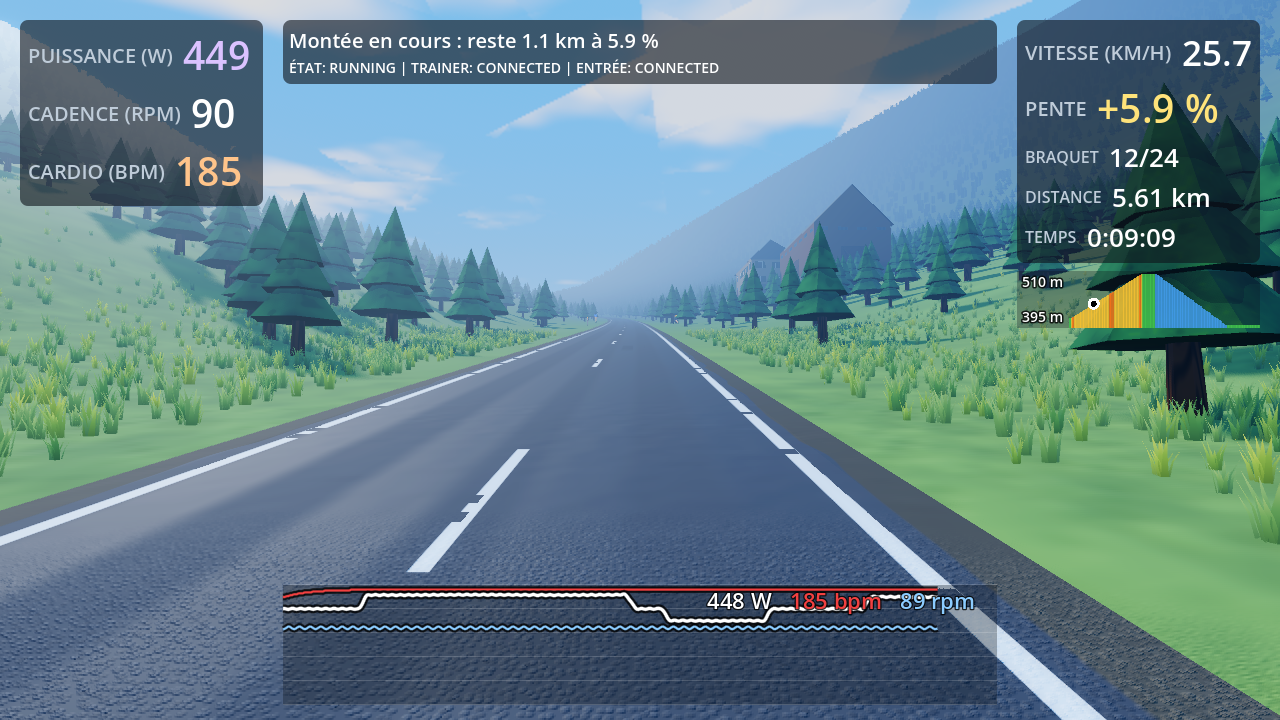 PUISSANCE (W) 449
CADENCE (RPM) 90
CARDIO (BPM) 185
Montée en cours : reste 1.1 km à 5.9 %
ÉTAT: RUNNING | TRAINER: CONNECTED | ENTRÉE: CONNECTED
VITESSE (KM/H) 25.7
PENTE +5.9 %
BRAQUET 12/24
DISTANCE 5.61 km
TEMPS 0:09:09
510 m
395 m
448 W 185 bpm 89 rpm